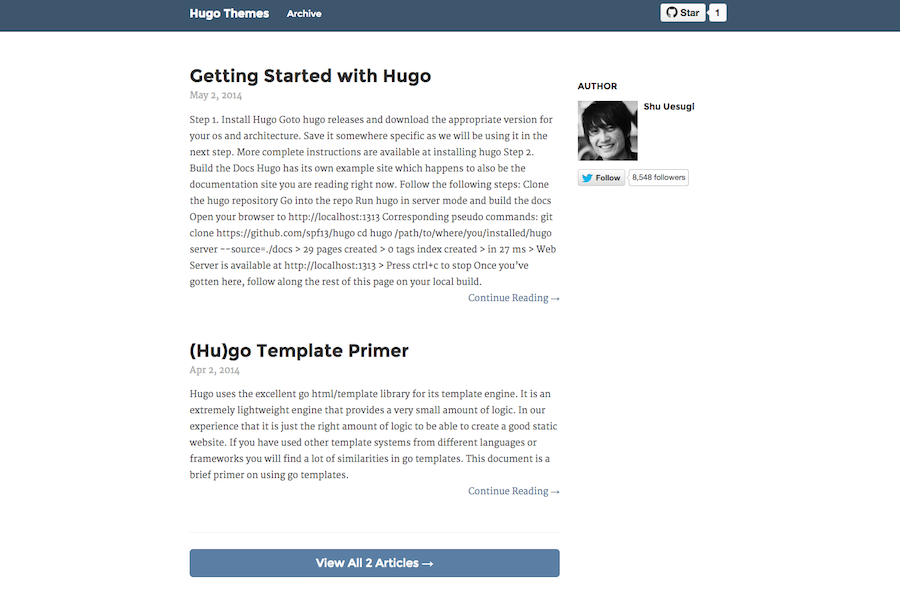 Hugo Themes Archive
Star 1
Getting Started with Hugo
May 2, 2014
Step 1. Install Hugo Goto hugo releases and download the appropriate version for
your os and architecture. Save it somewhere specific as we will be using it in the
next step. More complete instructions are available at installing hugo Step 2.
Build the Docs Hugo has its own example site which happens to also be the
documentation site you are reading right now. Follow the following steps: Clone
the hugo repository Go into the repo Run hugo in server mode and build the docs
Open your browser to http://localhost:1313 Corresponding pseudo commands: git
clone https://github.com/spf13/hugo cd hugo /path/to/where/you/installed/hugo
server --source=./docs > 29 pages created > 0 tags index created > in 27 ms > Web
Server is available at http://localhost:1313 > Press ctrl+c to stop Once you've
gotten here, follow along the rest of this page on your local build.
Continue Reading →
(Hu)go Template Primer
Apr 2, 2014
Hugo uses the excellent go html/template library for its template engine. It is an
extremely lightweight engine that provides a very small amount of logic. In our
experience that it is just the right amount of logic to be able to create a good static
website. If you have used other template systems from different languages or
frameworks you will find a lot of similarities in go templates. This document is a
brief primer on using go templates.
Continue Reading →
View All 2 Articles →
AUTHOR
Shu Uesugi
Follow 8,548 followers